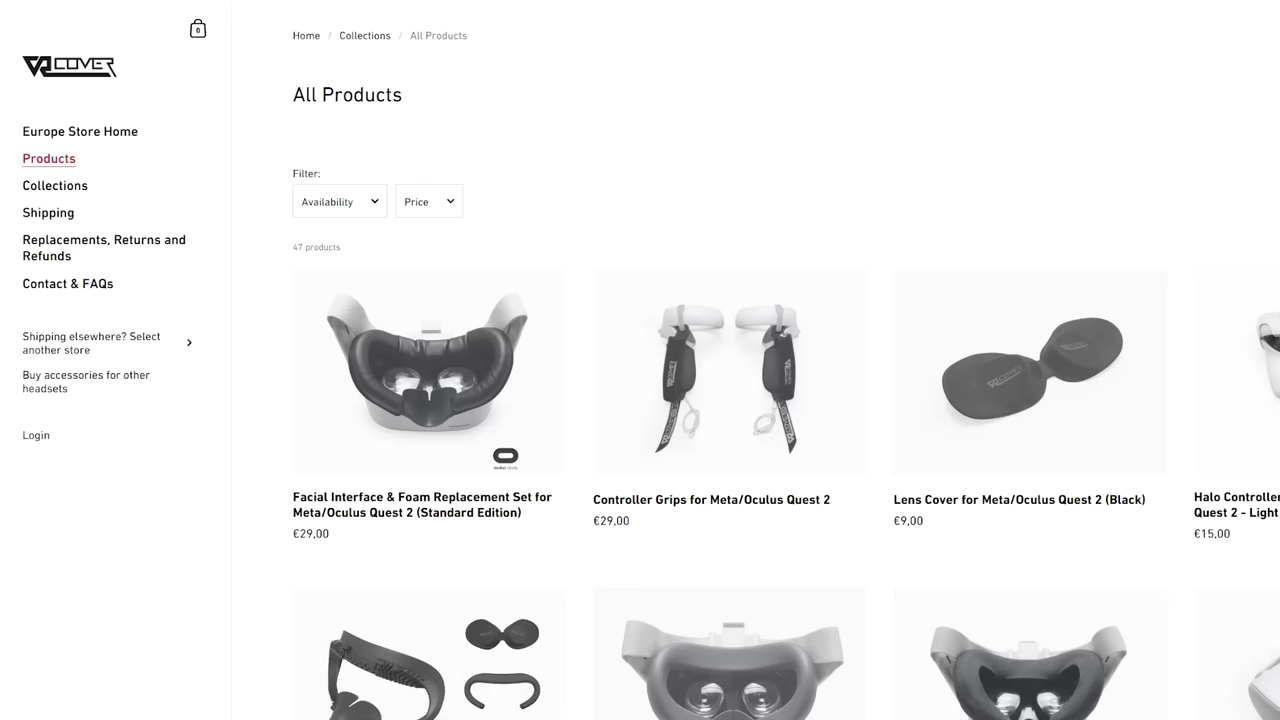 0
VR COVER
Europe Store Home
Products
Collections
Shipping
Replacements, Returns and
Refunds
Contact & FAQs
Shipping elsewhere? Select
another store
Buy accessories for other
headsets
Login
Home / Collections / All Products
All Products
Filter:
Availability
Price
47 products
Facial Interface & Foam Replacement Set for
Meta/Oculus Quest 2 (Standard Edition)
€29,00
Controller Grips for Meta/Oculus Quest 2
€29,00
Lens Cover for Meta/Oculus Quest 2 (Black)
€9,00
Halo Controller
Quest 2 - Light
€15,00